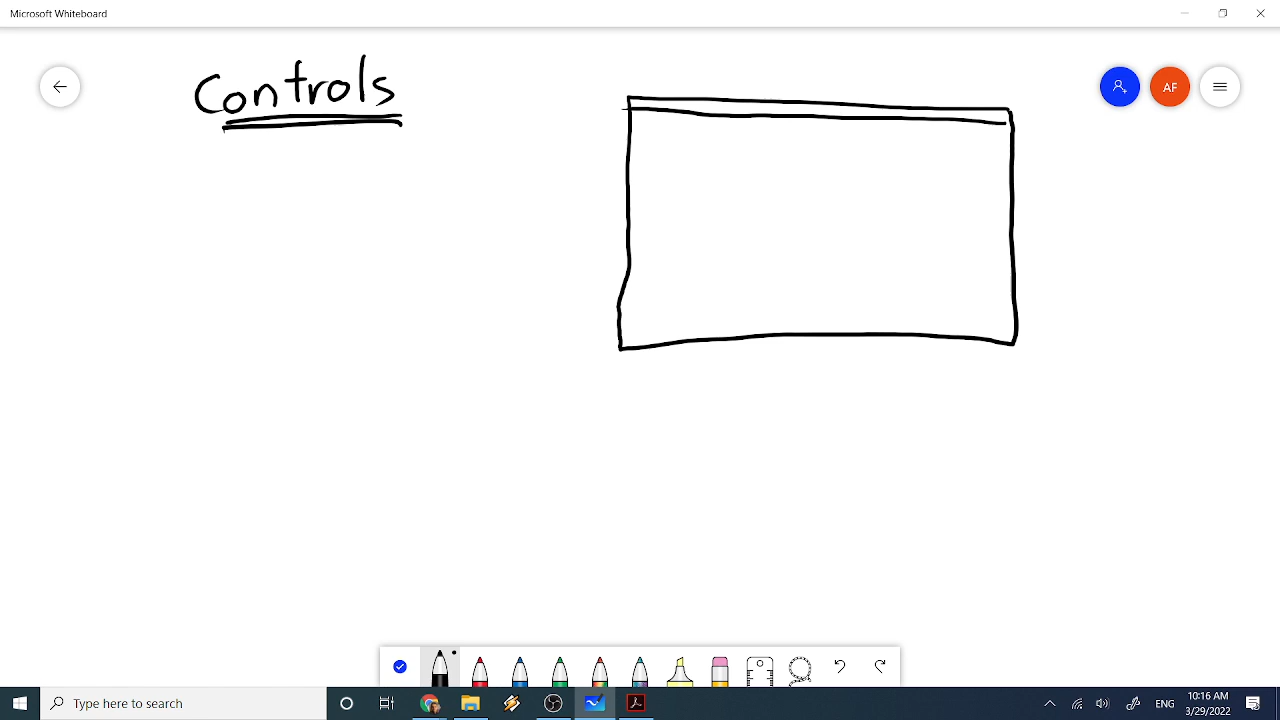 Microsoft Whiteboard
Controls
AF
Type here to search
ENG
10:16 AM
3/29/2022